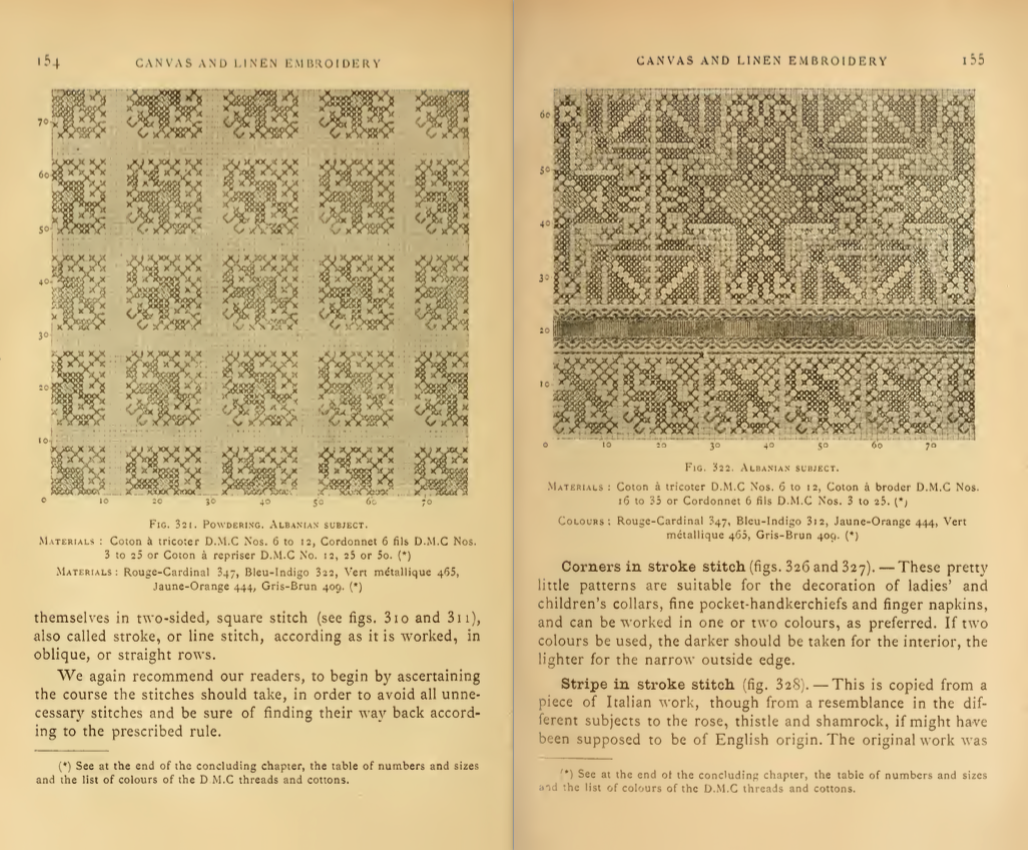 154
CANVAS AND LINEN EMBROIDERY
70
60
50
40
30
20
10
0 10 20 30 40 50 60 70
FIG. 321. POWDERING. ALBANIAN SUBJECT.
MATERIALS : Coton à tricoter D.M.C Nos. 6 to 12, Cordonnet 6 fils D.M.C Nos.
3 to 25 or Coton à repriser D.M.C No. 12, 25 or 50. (*)
MATERIALS : Rouge-Cardinal 347, Bleu-Indigo 322, Vert métallique 465,
Jaune-Orange 444, Gris-Brun 409. (*)
themselves in two-sided, square stitch (see figs. 310 and 311),
also called stroke, or line stitch, according as it is worked, in
oblique, or straight rows.
We again recommend our readers, to begin by ascertaining
the course the stitches should take, in order to avoid all unne-
cessary stitches and be sure of finding their way back accord-
ing to the prescribed rule.
(*) See at the end of the concluding chapter, the table of numbers and sizes
and the list of colours of the D M.C threads and cottons.
CANVAS AND LINEN EMBROIDERY
155
60
50
40
30
20
10
0 10 20 30 40 50 60 70
FIG. 322. ALBANIAN SUBJECT.
MATERIALS : Coton à tricoter D.M.C Nos. 6 to 12, Coton à broder D.M.C Nos.
16 to 35 or Cordonnet 6 fils D.M.C Nos. 3 to 25. (*)
COLOURS : Rouge-Cardinal 347, Bleu-Indigo 312, Jaune-Orange 444, Vert
métallique 465, Gris-Brun 409. (*)
Corners in stroke stitch (figs. 326 and 327). — These pretty
little patterns are suitable for the decoration of ladies' and
children's collars, fine pocket-handkerchiefs and finger napkins,
and can be worked in one or two colours, as preferred. If two
colours be used, the darker should be taken for the interior, the
lighter for the narrow outside edge.
Stripe in stroke stitch (fig. 328). — This is copied from a
piece of Italian work, though from a resemblance in the dif-
ferent subjects to the rose, thistle and shamrock, if might have
been supposed to be of English origin. The original work was
(*) See at the end of the concluding chapter, the table of numbers and sizes
and the list of colours of the D.M.C threads and cottons.